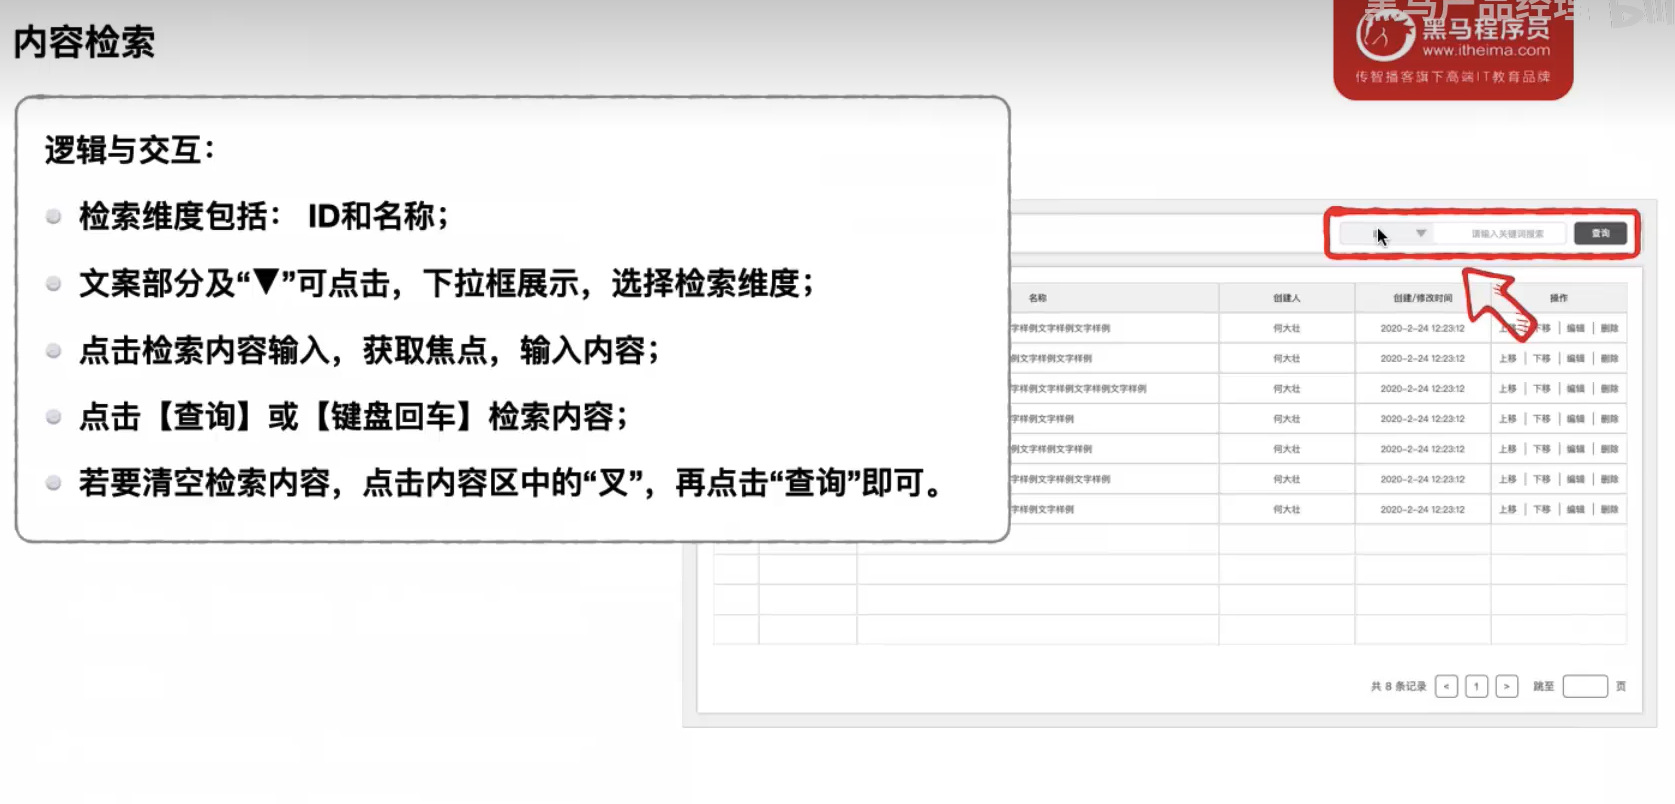 内容检索
黑马产品经理
黑马程序员
www.itheima.com
传智播客旗下高端IT教育品牌
逻辑与交互：
检索维度包括： ID和名称；
文案部分及“▼”可点击，下拉框展示，选择检索维度；
点击检索内容输入，获取焦点，输入内容；
点击【查询】或【键盘回车】检索内容；
若要清空检索内容，点击内容区中的“叉”，再点击“查询”即可。
请输入关键词搜索 查询
名称 创建人 创建/修改时间 操作
字样例文字样例文字样例 何大壮 2020-2-24 12:23:12 上移 下移 编辑 删除
例文字样例文字样例 何大壮 2020-2-24 12:23:12 上移 下移 编辑 删除
字样例文字样例文字样例文字样例 何大壮 2020-2-24 12:23:12 上移 下移 编辑 删除
字样例文字样例 何大壮 2020-2-24 12:23:12 上移 下移 编辑 删除
例文字样例文字样例 何大壮 2020-2-24 12:23:12 上移 下移 编辑 删除
字样例文字样例文字样例 何大壮 2020-2-24 12:23:12 上移 下移 编辑 删除
字样例文字样例 何大壮 2020-2-24 12:23:12 上移 下移 编辑 删除
共 8 条记录 < 1 > 跳至 页